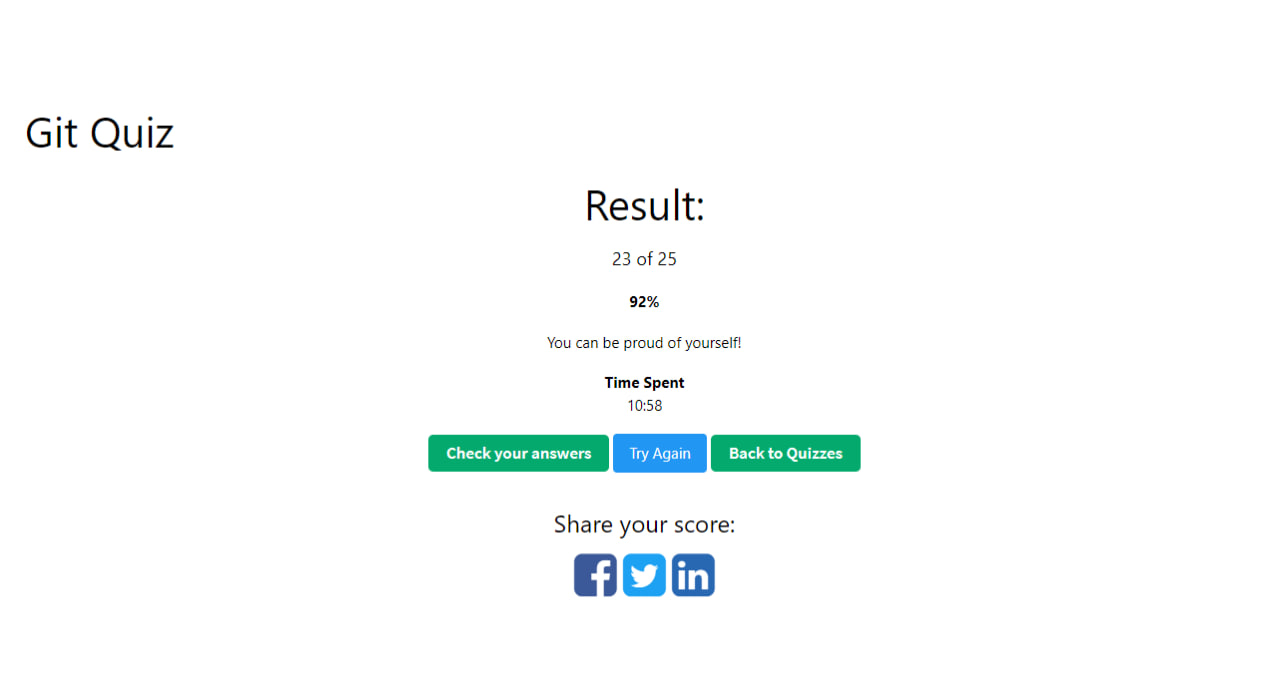 Git Quiz
Result:
23 of 25
92%
You can be proud of yourself!
Time Spent
10:58
Check your answers Try Again Back to Quizzes
Share your score:
f in